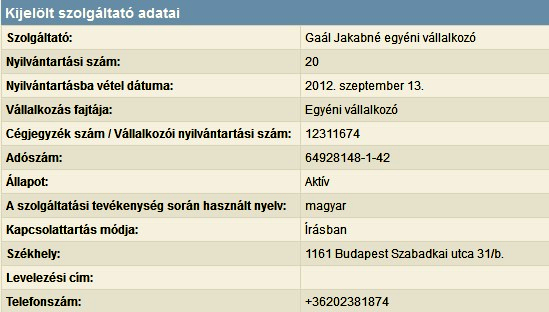 Kijelölt szolgáltató adatai
Szolgáltató: Gaál Jakabné egyéni vállalkozó
Nyilvántartási szám: 20
Nyilvántartásba vétel dátuma: 2012. szeptember 13.
Vállalkozás fajtája: Egyéni vállalkozó
Cégjegyzék szám / Vállalkozói nyilvántartási szám: 12311674
Adószám: 64928148-1-42
Állapot: Aktív
A szolgáltatási tevékenység során használt nyelv: magyar
Kapcsolattartás módja: Írásban
Székhely: 1161 Budapest Szabadkai utca 31/b.
Levelezési cím:
Telefonszám: +36202381874